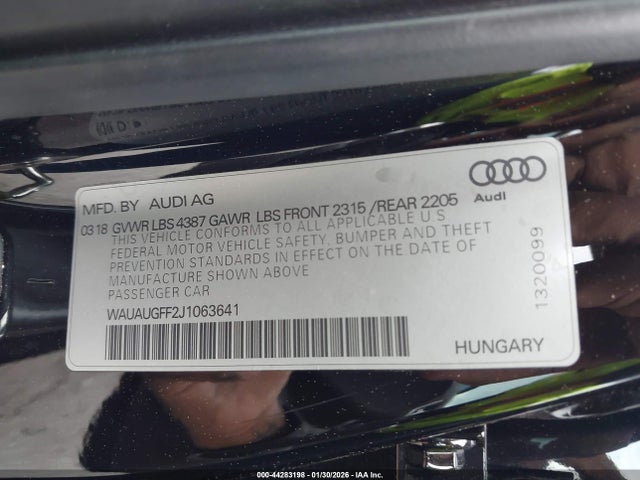 MFD. BY AUDI AG
Audi
03 18 GVWR LBS 4387 GAWR LBS FRONT 2315 /REAR 2205
THIS VEHICLE CONFORMS TO ALL APPLICABLE U S
FEDERAL MOTOR VEHICLE SAFETY, BUMPER AND THEFT
PREVENTION STANDARDS IN EFFECT ON THE DATE OF
MANUFACTURE SHOWN ABOVE
PASSENGER CAR
WAUAUGFF2J1063641
HUNGARY
1320099
000-44283198 - 01/30/2026 - IAA Inc.